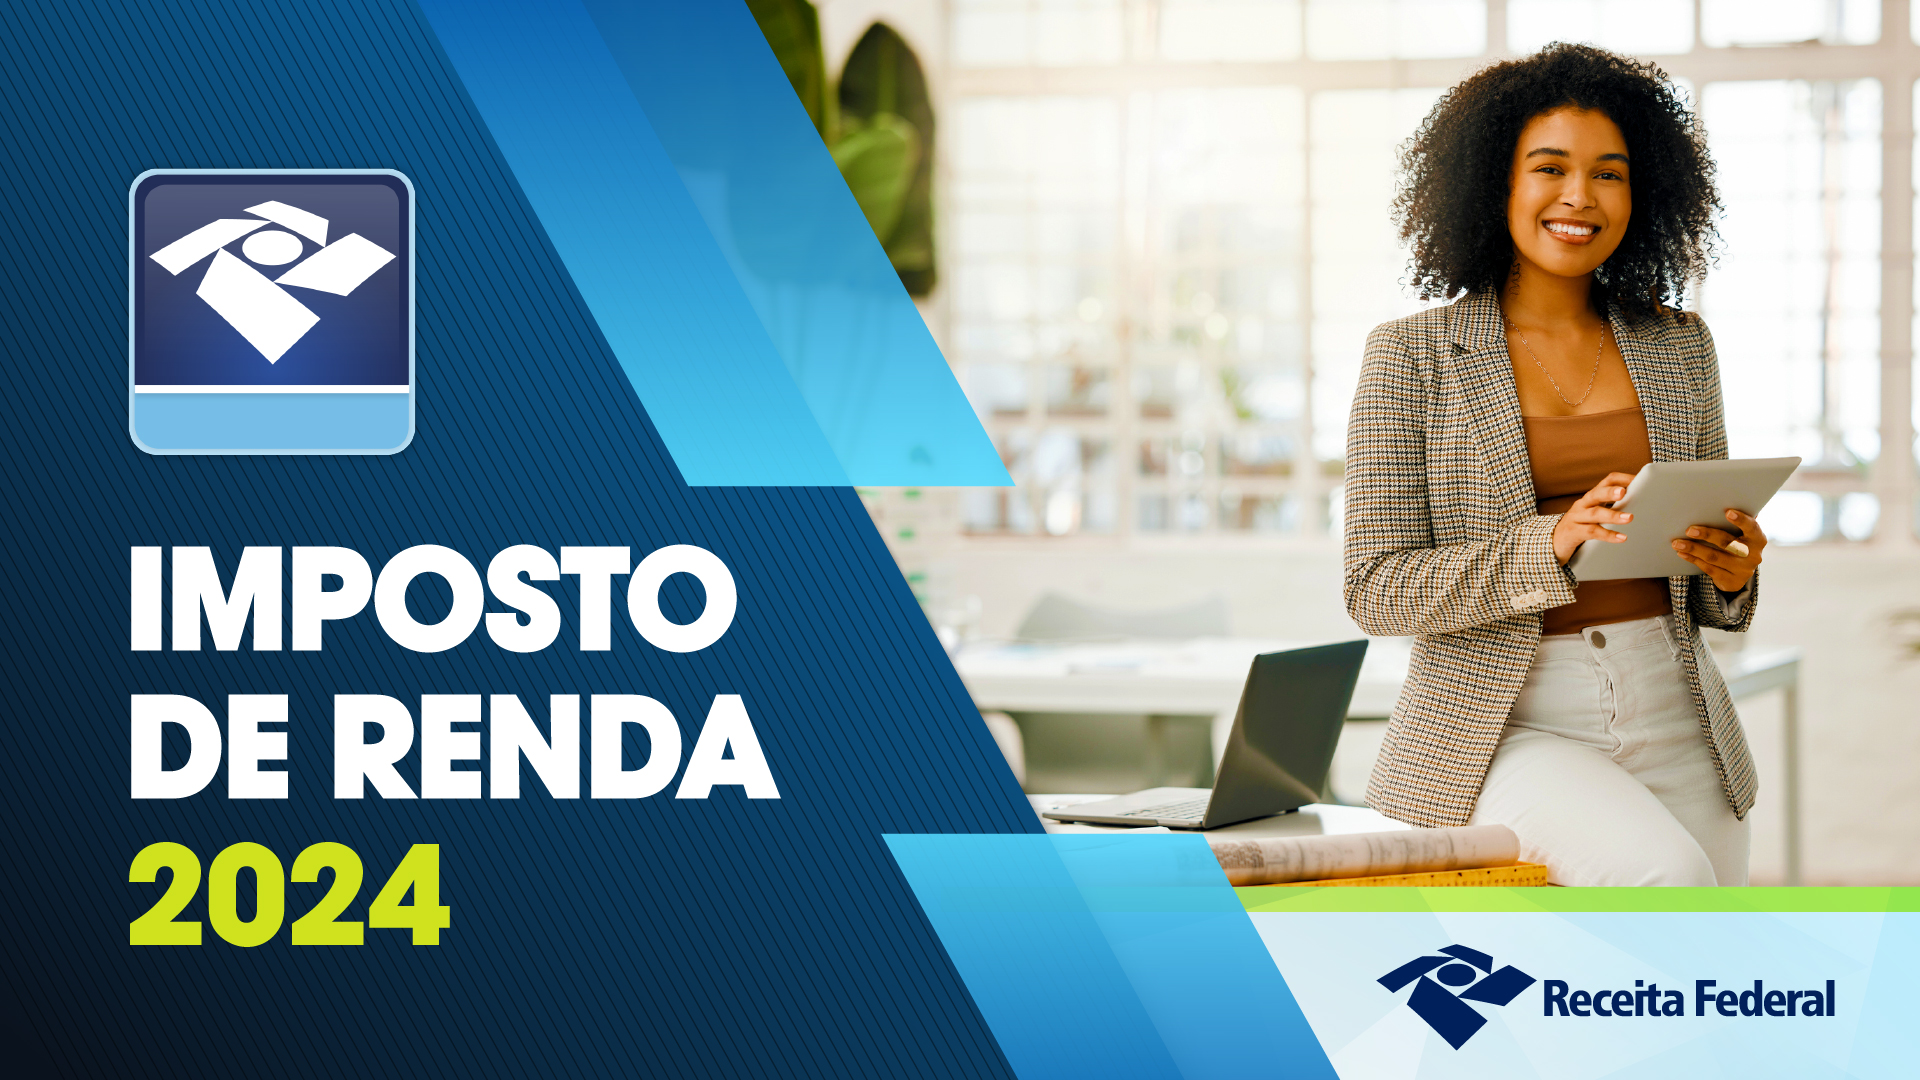 IMPOSTO
DE RENDA
2024
Receita Federal